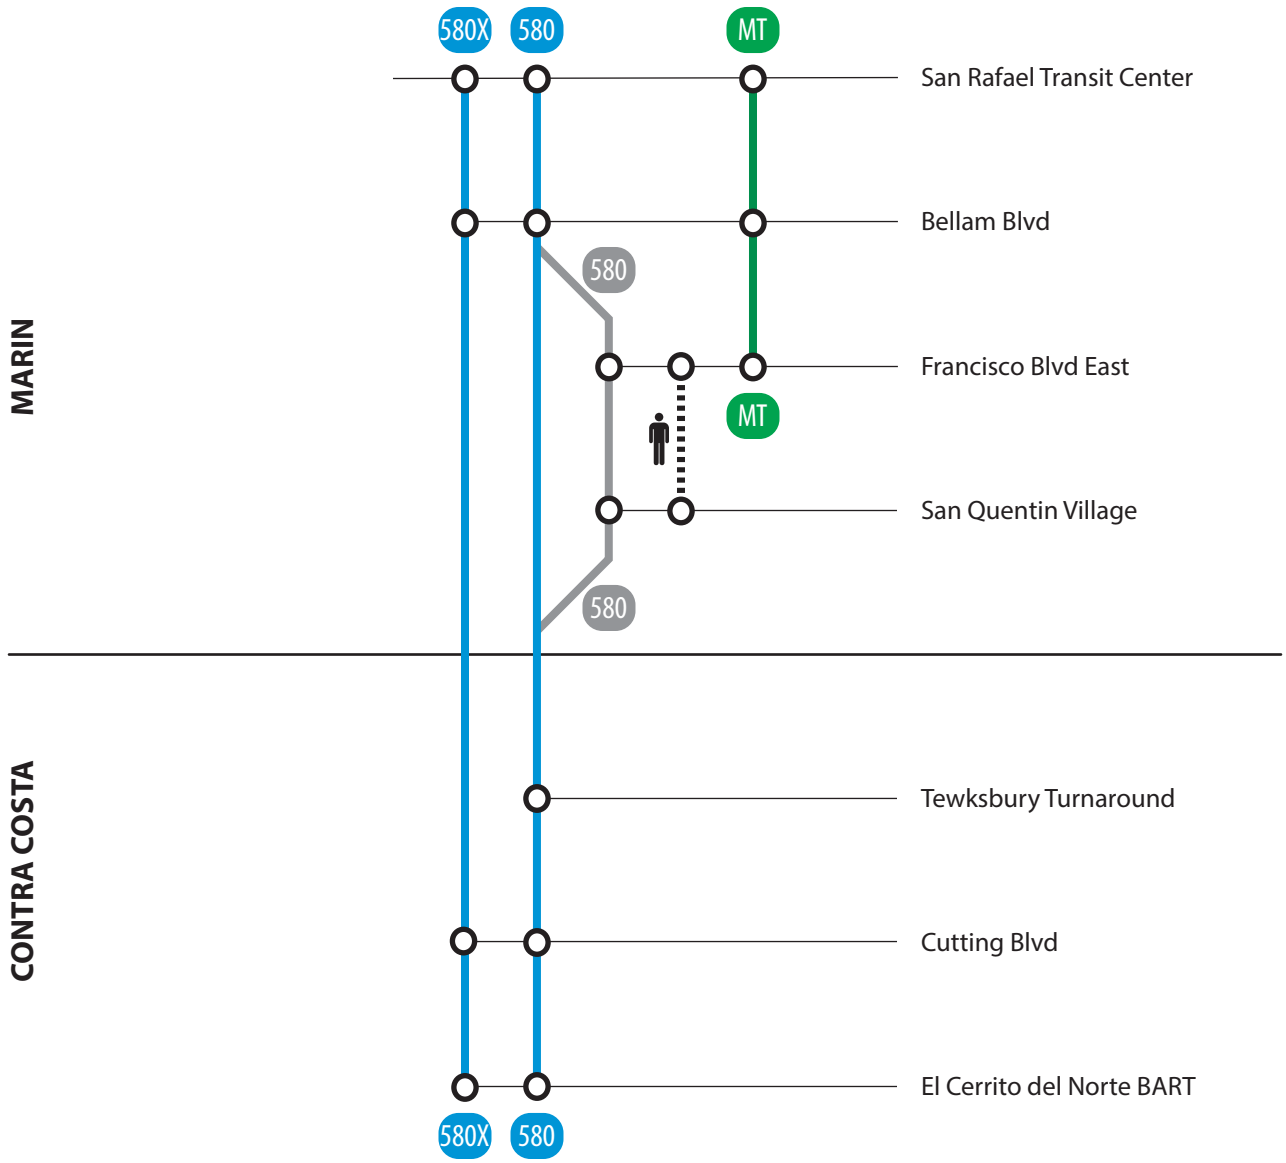 580X 580 MT
San Rafael Transit Center
Bellam Blvd
580
MARIN
Francisco Blvd East
MT
San Quentin Village
580
CONTRA COSTA
Tewksbury Turnaround
Cutting Blvd
El Cerrito del Norte BART
580X 580